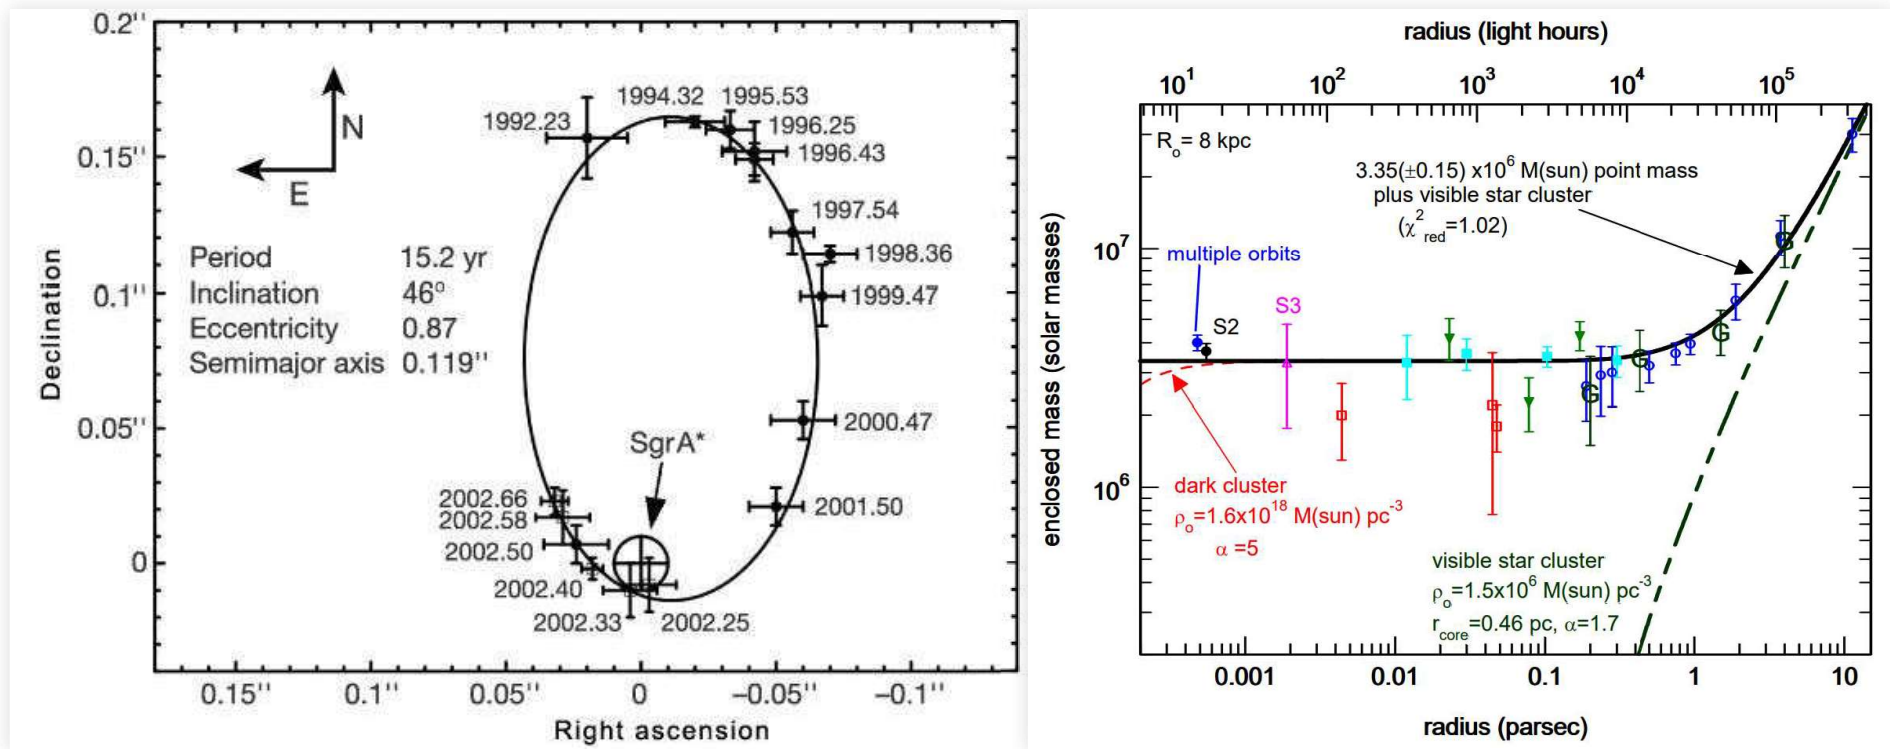 0.2"
0.15"
0.1"
0.05"
0
Declination
N
E
1992.23
1994.32
1995.53
1996.25
1996.43
1997.54
1998.36
1999.47
2000.47
2001.50
Period 15.2 yr
Inclination 46°
Eccentricity 0.87
Semimajor axis 0.119"
SgrA*
2002.66
2002.58
2002.50
2002.40
2002.33
2002.25
0.15" 0.1" 0.05" 0 –0.05" –0.1"
Right ascension
radius (light hours)
10¹ 10² 10³ 10⁴ 10⁵
Rₒ= 8 kpc
3.35(±0.15) x10⁶ M(sun) point mass
plus visible star cluster
(χ²red=1.02)
multiple orbits
S2
S3
G
G
G
G
10⁷
10⁶
enclosed mass (solar masses)
dark cluster
ρₒ=1.6x10¹⁸ M(sun) pc⁻³
α =5
visible star cluster
ρₒ=1.5x10⁶ M(sun) pc⁻³
rcore=0.46 pc, α=1.7
0.001 0.01 0.1 1 10
radius (parsec)